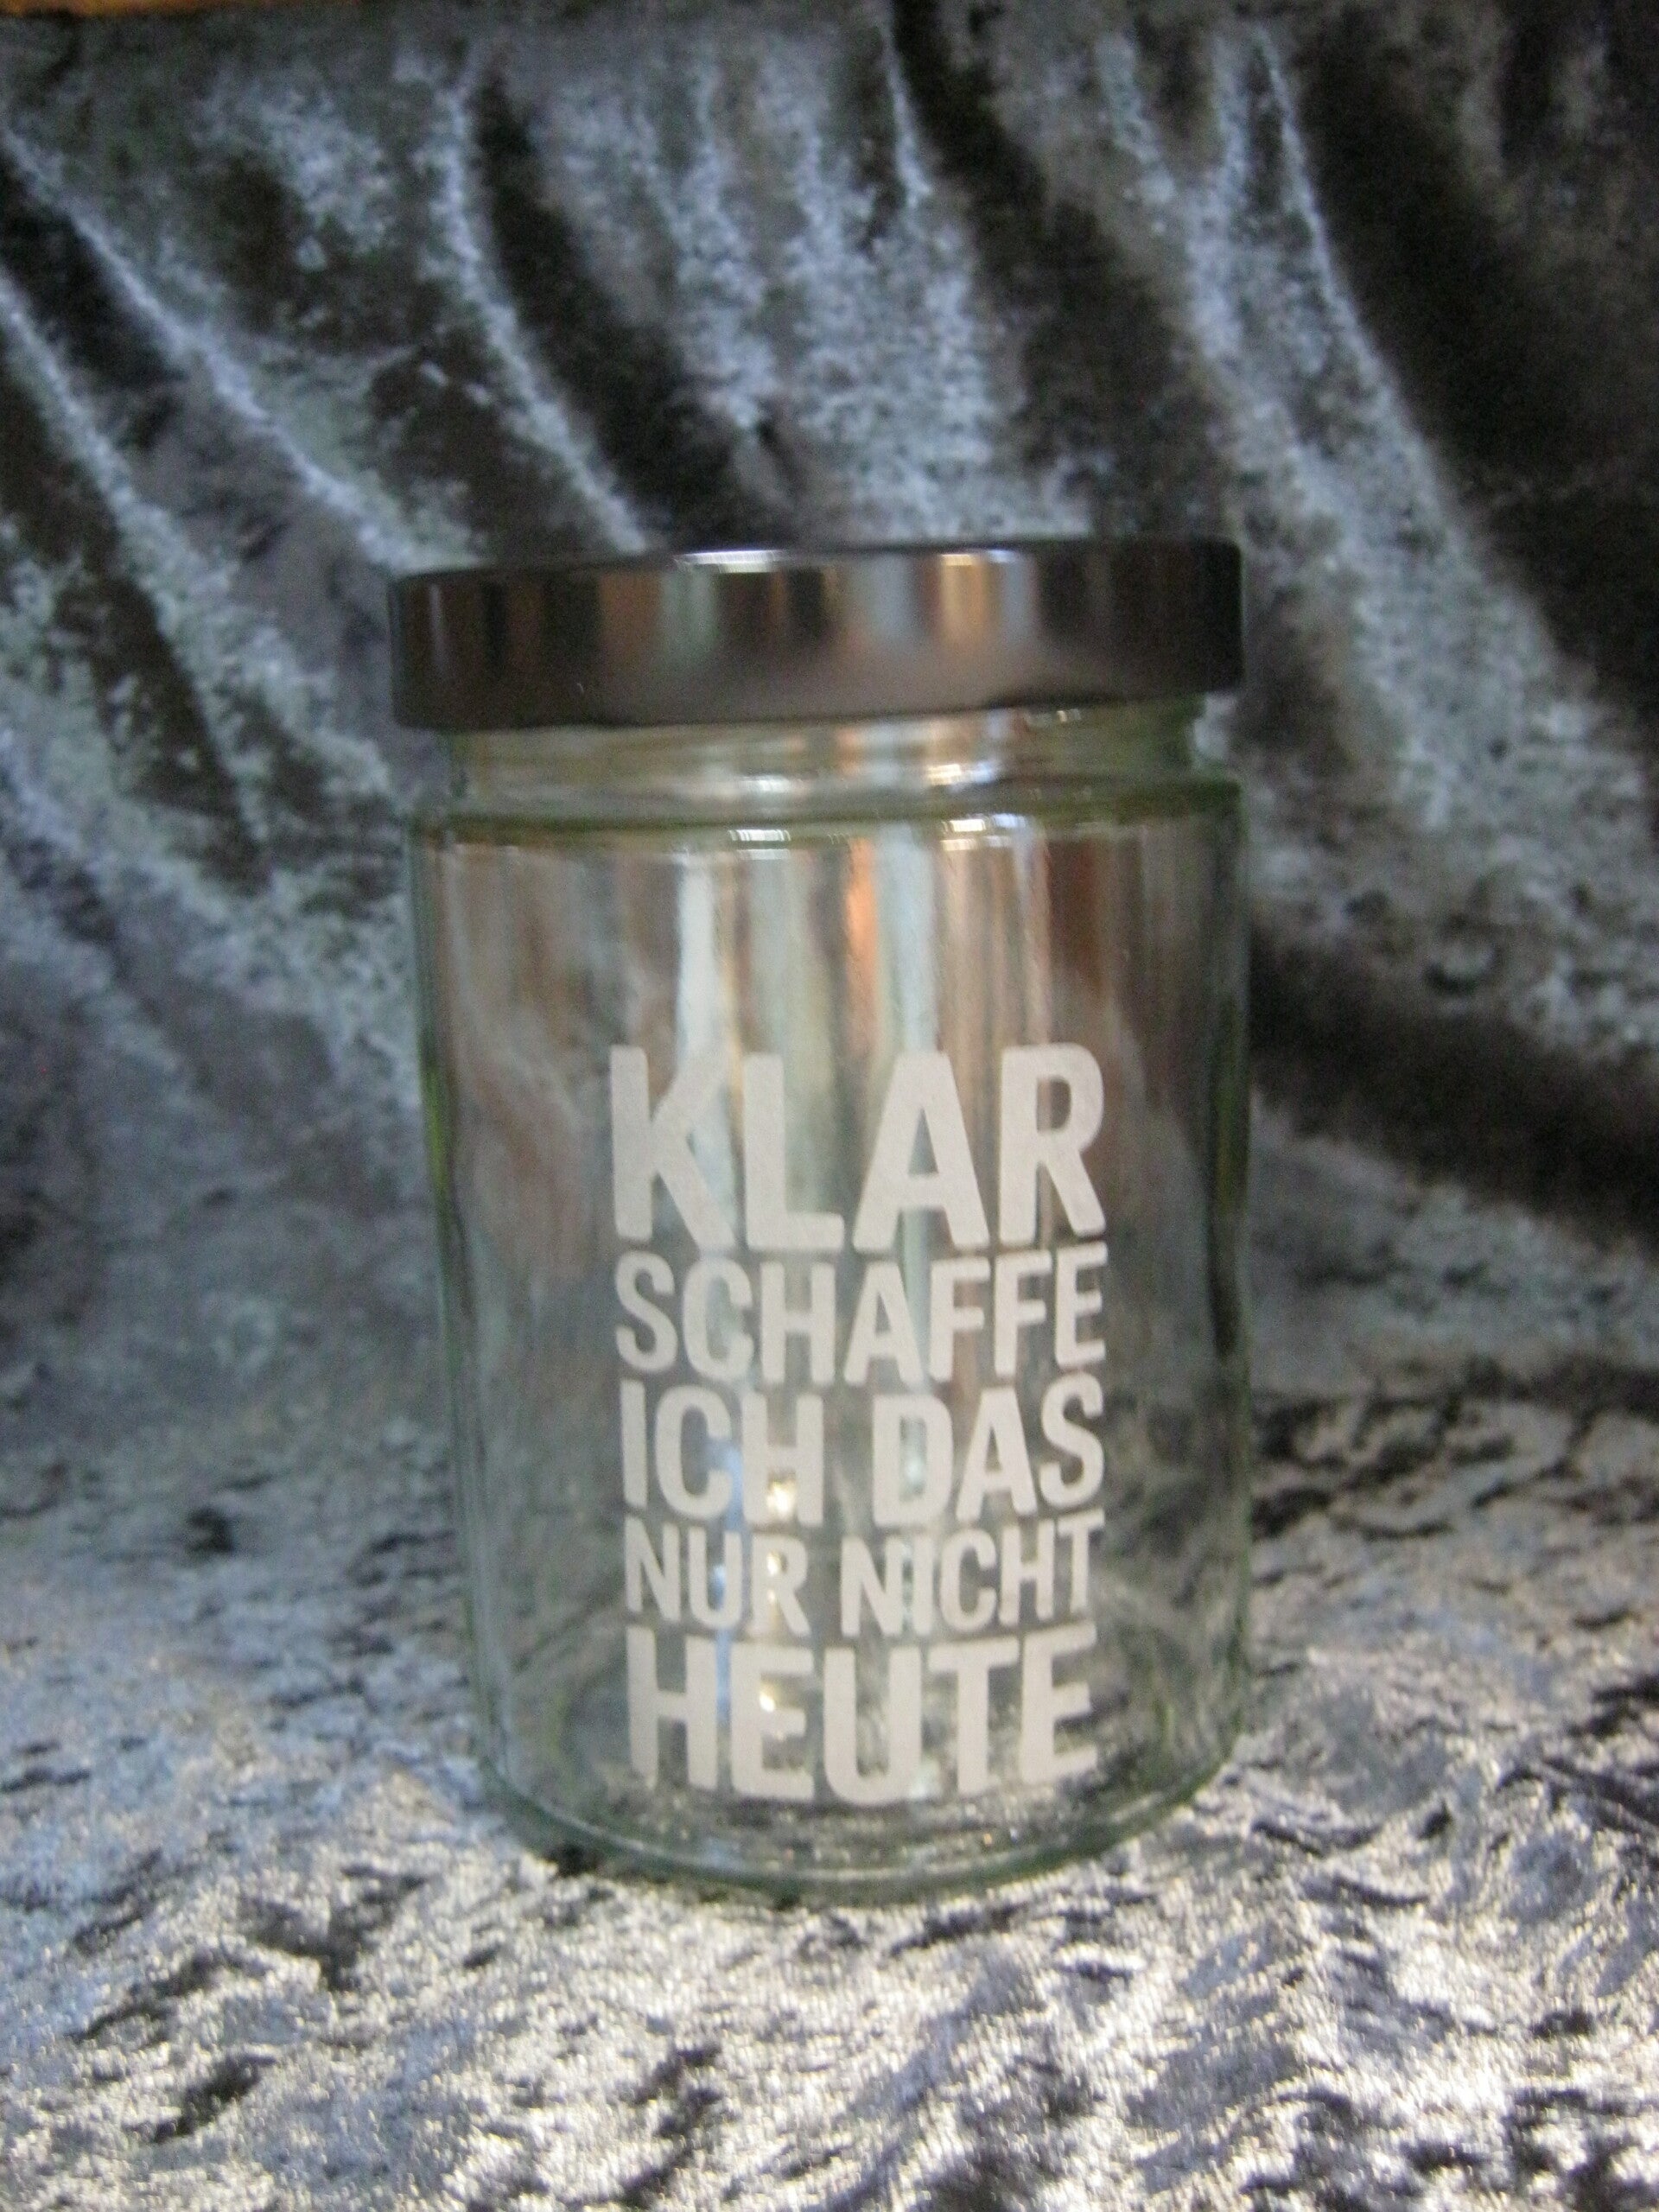 KLAR
SCHAFFE
ICH DAS
NUR NICHT
HEUTE